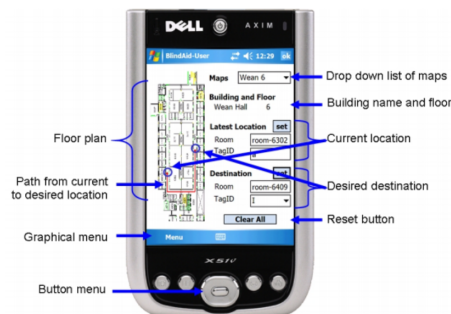 DELL AXIM
BlindAid-User 12:29 ok
Maps Wean 6
Drop down list of maps
Building and Floor
Wean Hall 6
Building name and floor
Floor plan
Latest Location set
Room room-6302
TagID
Current location
Destination set
Room room-6409
TagID I
Desired destination
Path from current
to desired location
Clear All
Reset button
Graphical menu
Menu
X51v
Button menu